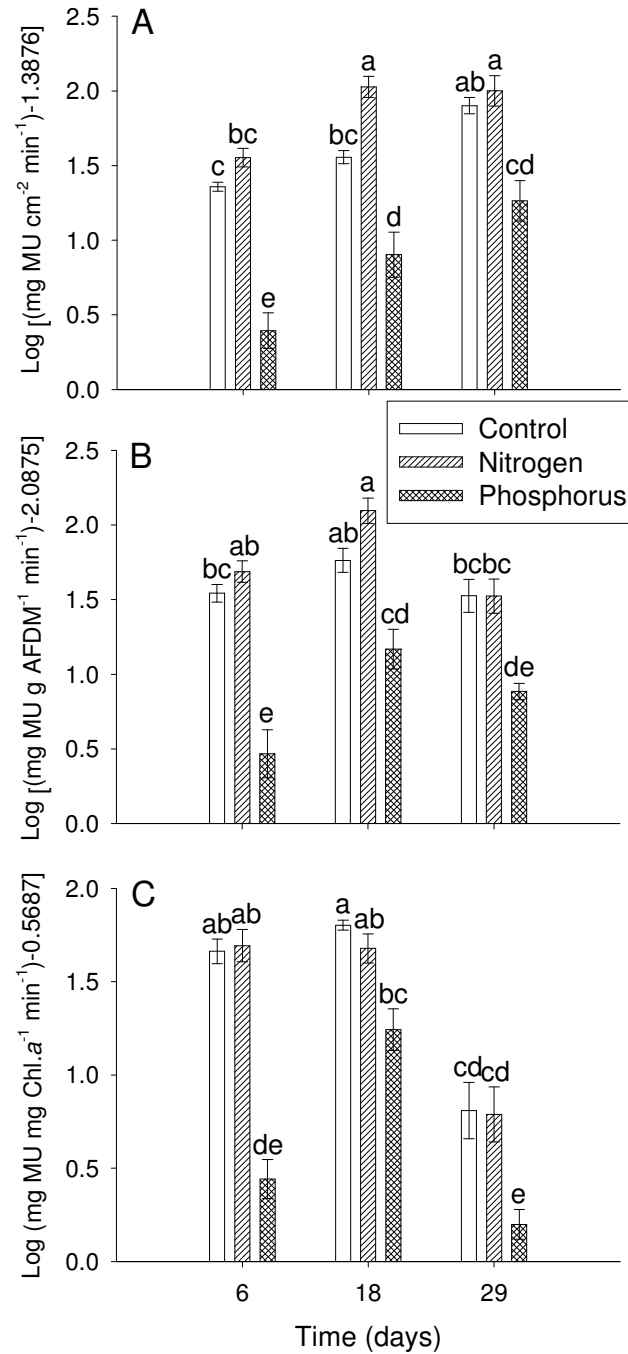 A
Log [(mg MU cm⁻² min⁻¹)-1.3876]
2.5
2.0
1.5
1.0
0.5
0.0
c bc e
bc a d
ab a cd
Control
Nitrogen
Phosphorus
B
Log [(mg MU g AFDM⁻¹ min⁻¹)-2.0875]
2.5
2.0
1.5
1.0
0.5
0.0
bc ab e
ab a cd
bc bc de
C
Log (mg MU mg Chl.a⁻¹ min⁻¹)-0.5687]
2.0
1.5
1.0
0.5
0.0
ab ab de
a ab bc
cd cd e
6 18 29
Time (days)